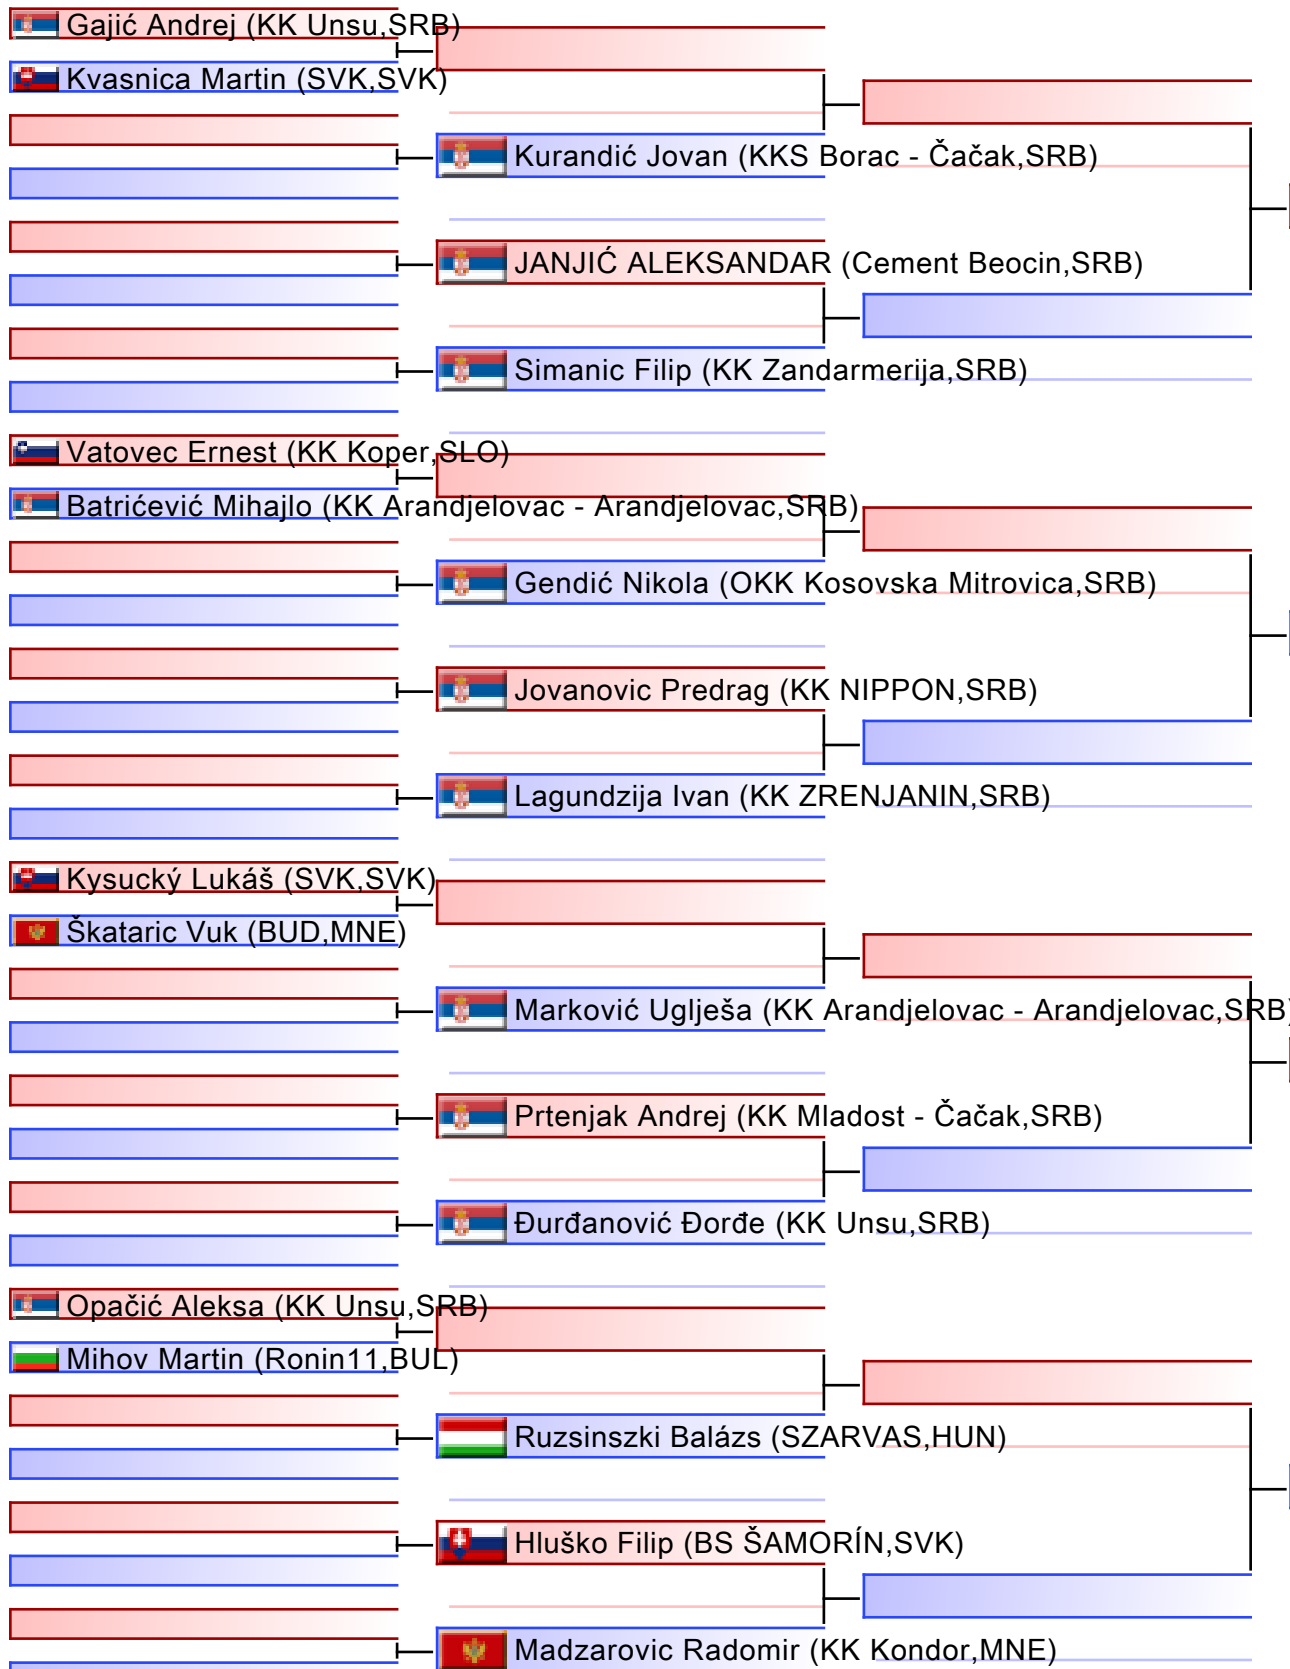 Gajić Andrej (KK Unsu,SRB)
Kvasnica Martin (SVK,SVK)
Kurandić Jovan (KKS Borac - Čačak,SRB)
JANJIĆ ALEKSANDAR (Cement Beocin,SRB)
Simanic Filip (KK Zandarmerija,SRB)
Vatovec Ernest (KK Koper,SLO)
Batrićević Mihajlo (KK Arandjelovac - Arandjelovac,SRB)
Gendić Nikola (OKK Kosovska Mitrovica,SRB)
Jovanovic Predrag (KK NIPPON,SRB)
Lagundzija Ivan (KK ZRENJANIN,SRB)
Kysucký Lukáš (SVK,SVK)
Škataric Vuk (BUD,MNE)
Marković Uglješa (KK Arandjelovac - Arandjelovac,SRB)
Prtenjak Andrej (KK Mladost - Čačak,SRB)
Đurđanović Đorđe (KK Unsu,SRB)
Opačić Aleksa (KK Unsu,SRB)
Mihov Martin (Ronin11,BUL)
Ruzsinszki Balázs (SZARVAS,HUN)
Hluško Filip (BS ŠAMORÍN,SVK)
Madzarovic Radomir (KK Kondor,MNE)